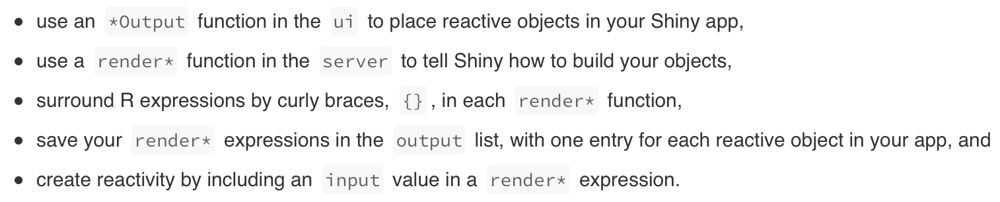 • use an *Output function in the ui to place reactive objects in your Shiny app,
• use a render* function in the server to tell Shiny how to build your objects,
• surround R expressions by curly braces, {} , in each render* function,
• save your render* expressions in the output list, with one entry for each reactive object in your app, and
• create reactivity by including an input value in a render* expression.